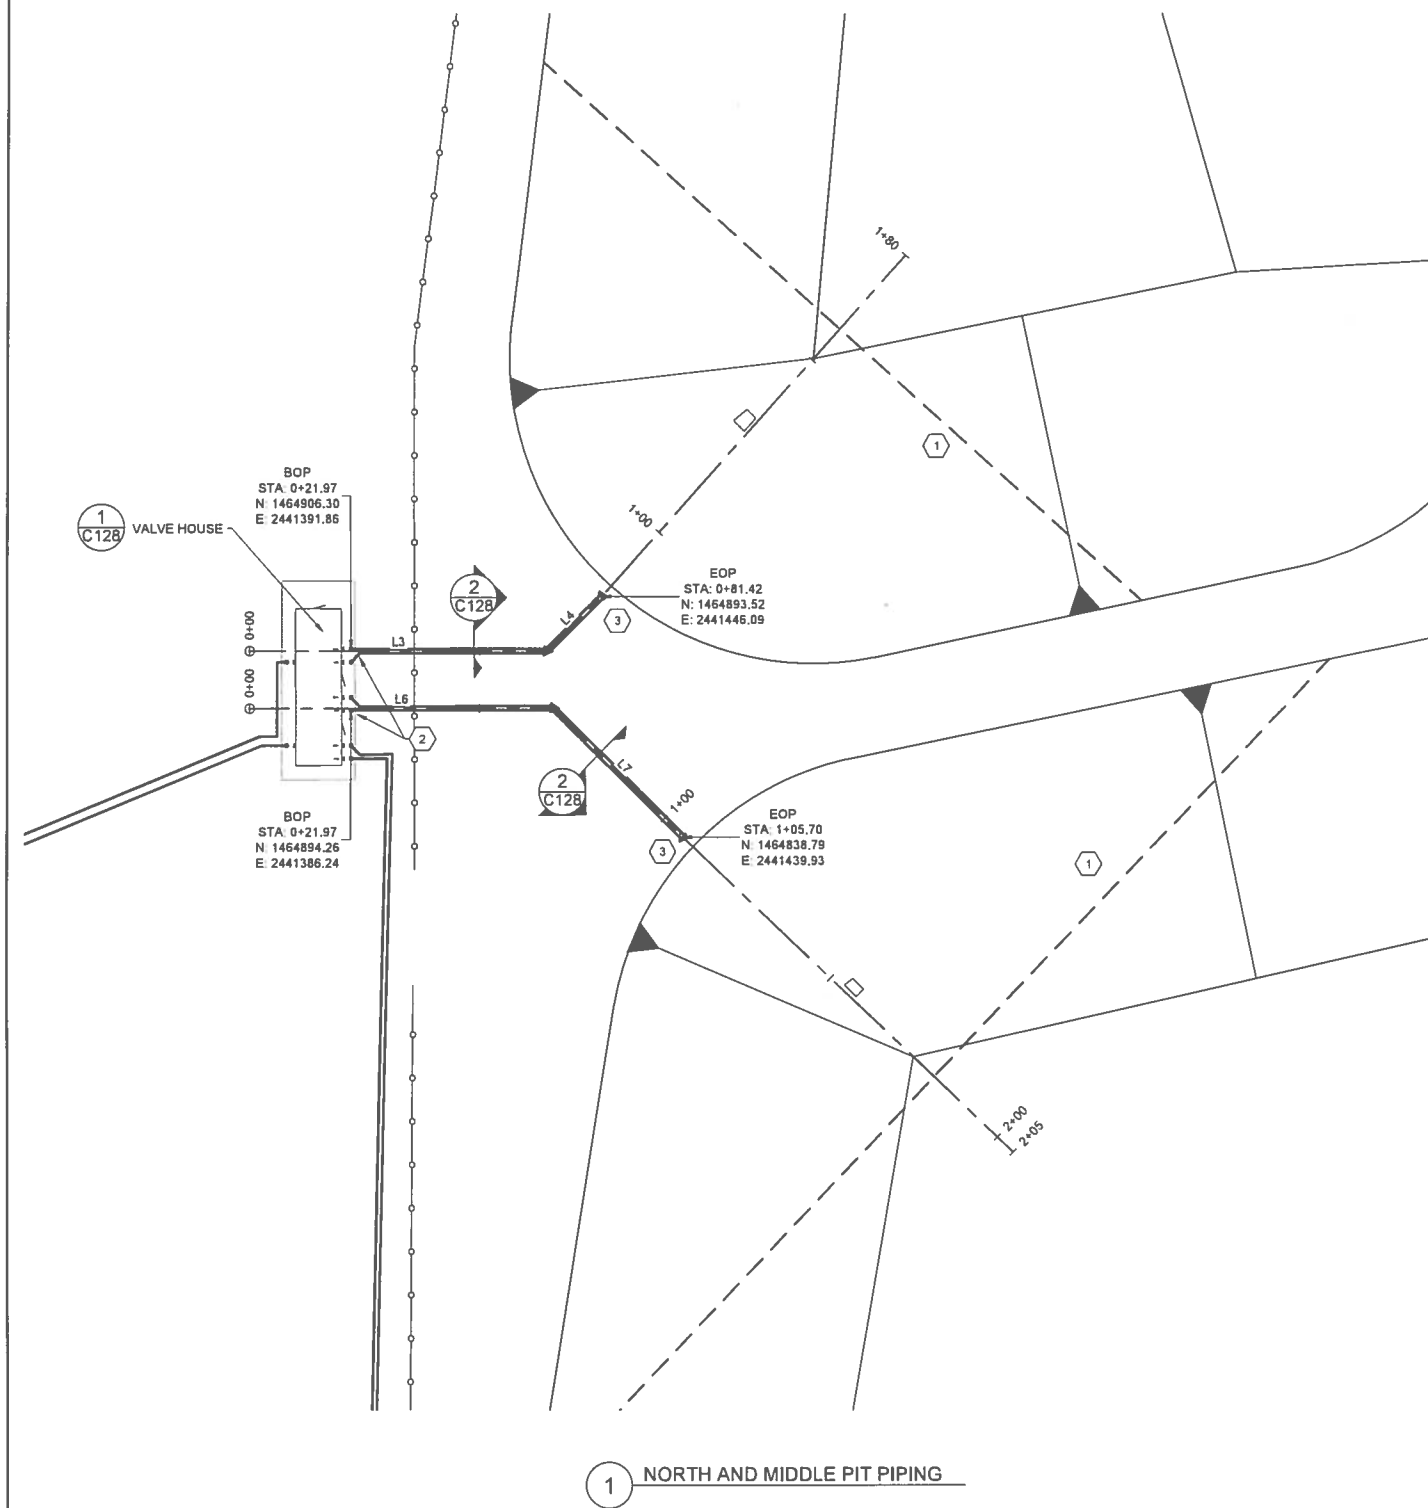 1+80
1
1+00
BOP
STA: 0+21.97
N: 1464906.30
E: 2441391.86
1
C128
VALVE HOUSE
2
C128
EOP
STA: 0+81.42
N: 1464893.52
E: 2441446.09
3
L4
L3
0+00
0+00
L6
2
L7
2
C128
1+00
EOP
STA: 1+05.70
N: 1464838.79
E: 2441439.93
3
1
BOP
STA: 0+21.97
N: 1464894.26
E: 2441386.24
2+00
2+05
1
NORTH AND MIDDLE PIT PIPING